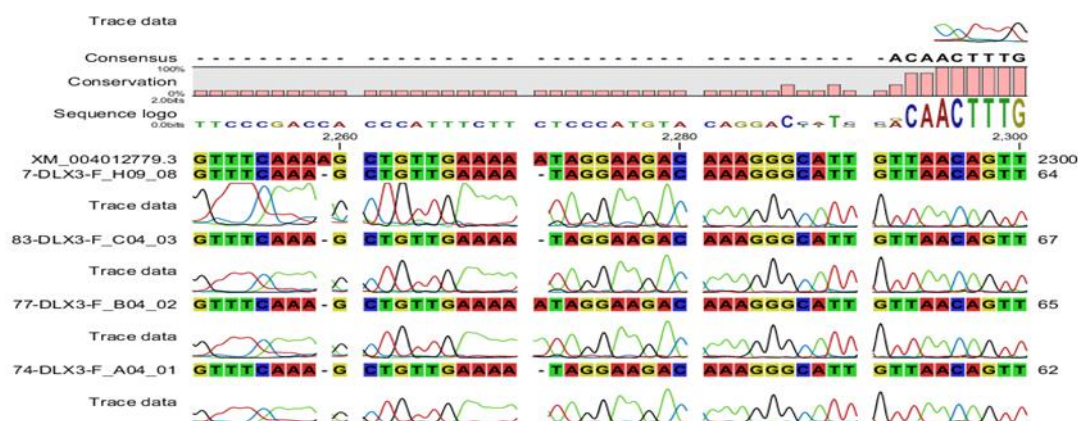 Trace data
Consensus - - - - - - - - - - - - - - - - - - - - - - - - - - - - - - - - - - - - - - - - - ACAACTTTG
100%
Conservation
0%
2.0bits
Sequence logo
0.0bits TTCCCGACCA CCCATTTCTT CTCCCATGTA CAGGAC T CAACTTTG
2,260 2,280 2,300
XM_004012779.3 GTTTCAAAAG CTGTTGAAAA ATAGGAAGAC AAAGGGCATT GTTAACAGTT 2300
7-DLX3-F_H09_08 GTTTCAAA-G CTGTTGAAAA -TAGGAAGAC AAAGGGCATT GTTAACAGTT 64
Trace data
83-DLX3-F_C04_03 GTTTCAAA-G CTGTTGAAAA -TAGGAAGAC AAAGGGCATT GTTAACAGTT 67
Trace data
77-DLX3-F_B04_02 GTTTCAAA-G CTGTTGAAAA ATAGGAAGAC AAAGGGCATT GTTAACAGTT 65
Trace data
74-DLX3-F_A04_01 GTTTCAAA-G CTGTTGAAAA -TAGGAAGAC AAAGGGCATT GTTAACAGTT 62
Trace data